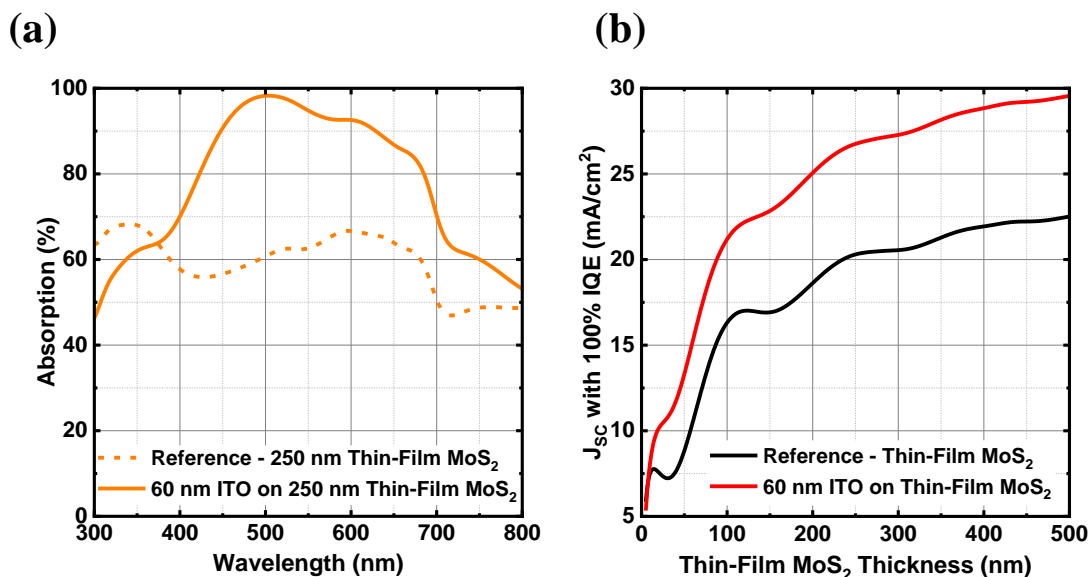 (a)
(b)
100
80
60
40
20
0
Absorption (%)
300 400 500 600 700 800
Wavelength (nm)
Reference - 250 nm Thin-Film MoS₂
60 nm ITO on 250 nm Thin-Film MoS₂
30
25
20
15
10
5
J_SC with 100% IQE (mA/cm²)
0 100 200 300 400 500
Thin-Film MoS₂ Thickness (nm)
Reference - Thin-Film MoS₂
60 nm ITO on Thin-Film MoS₂